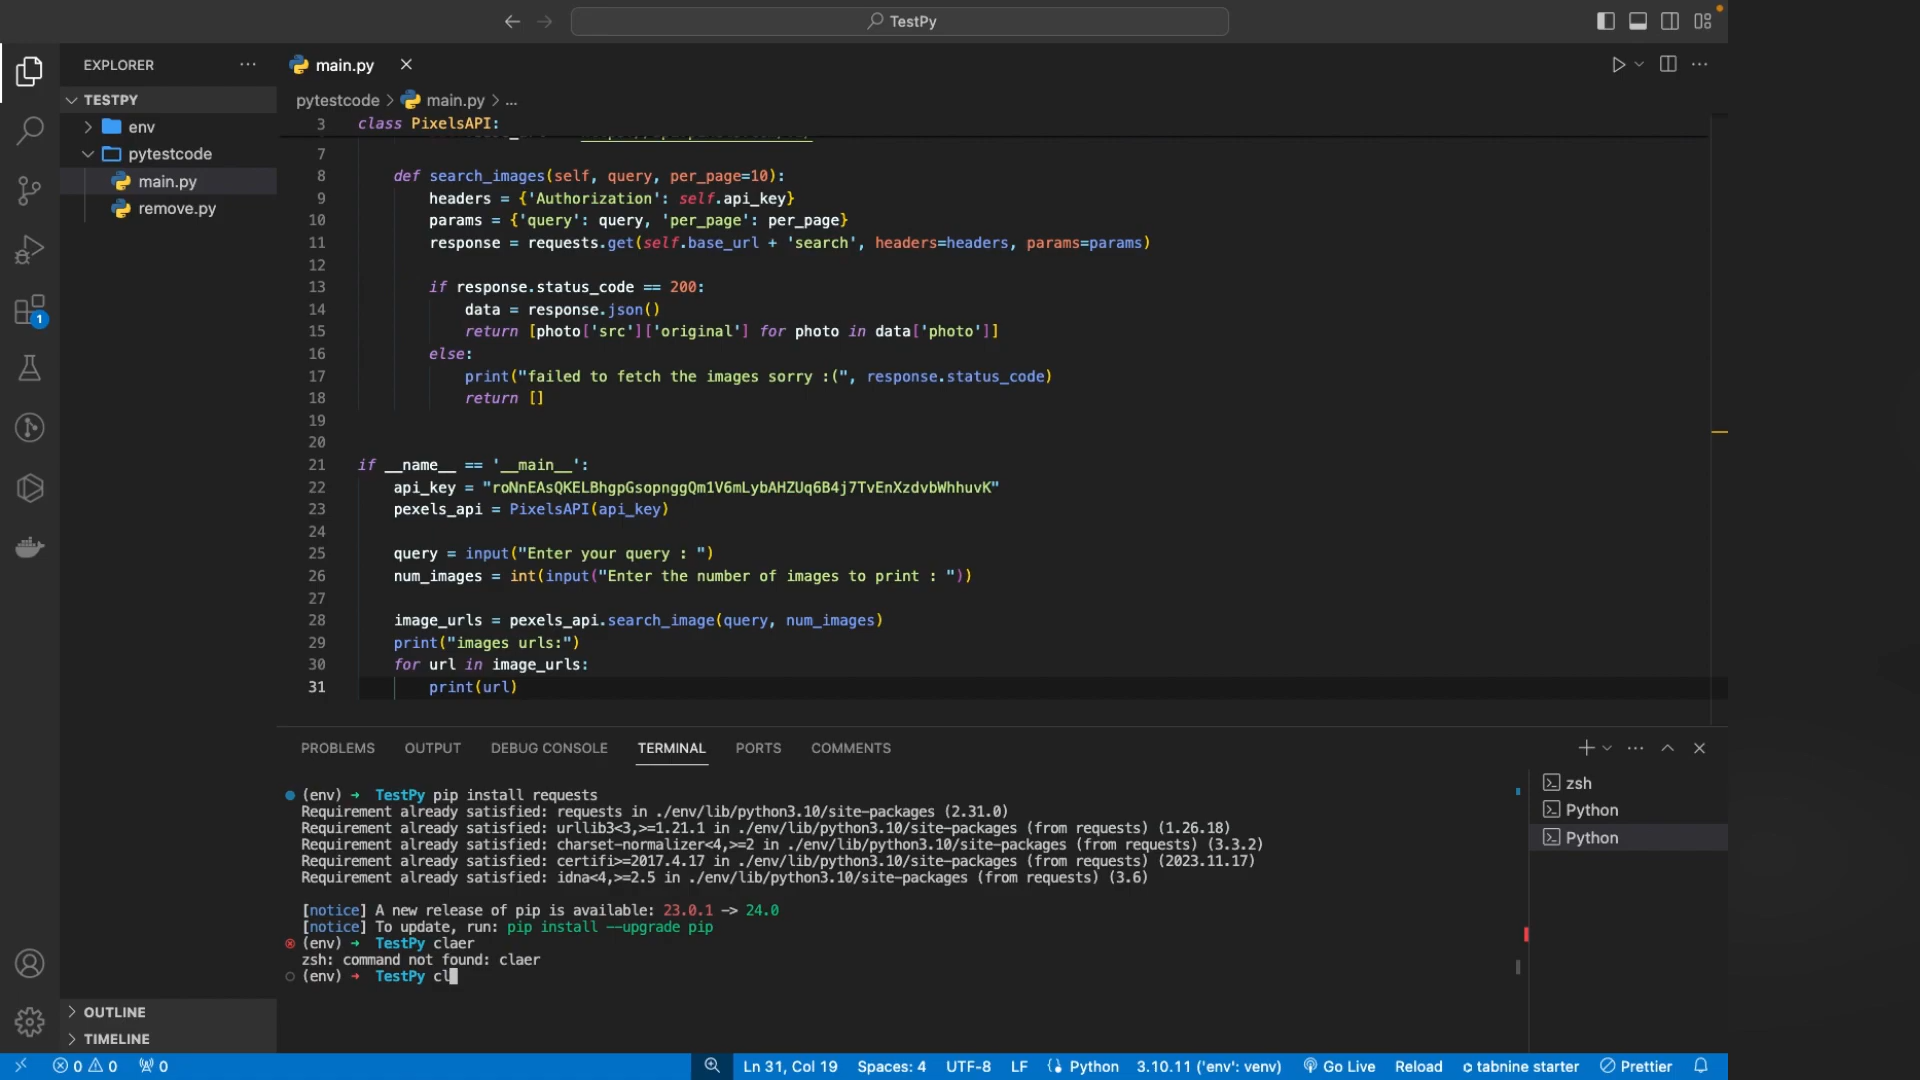 TestPy
EXPLORER
main.py
TESTPY
env
pytestcode
main.py
remove.py
OUTLINE
TIMELINE
pytestcode > main.py > ...
3 class PixelsAPI:
7
8 def search_images(self, query, per_page=10):
9 headers = {'Authorization': self.api_key}
10 params = {'query': query, 'per_page': per_page}
11 response = requests.get(self.base_url + 'search', headers=headers, params=params)
12
13 if response.status_code == 200:
14 data = response.json()
15 return [photo['src']['original'] for photo in data['photo']]
16 else:
17 print("failed to fetch the images sorry :(", response.status_code)
18 return []
19
20
21 if __name__ == '__main__':
22 api_key = "roNnEAsQKELBhgpGsopnggQm1V6mLybAHZUq6B4j7TvEnXzdvbWhhuvK"
23 pexels_api = PixelsAPI(api_key)
24
25 query = input("Enter your query : ")
26 num_images = int(input("Enter the number of images to print : "))
27
28 image_urls = pexels_api.search_image(query, num_images)
29 print("images urls:")
30 for url in image_urls:
31 print(url)
PROBLEMS OUTPUT DEBUG CONSOLE TERMINAL PORTS COMMENTS
(env) → TestPy pip install requests
Requirement already satisfied: requests in ./env/lib/python3.10/site-packages (2.31.0)
Requirement already satisfied: urllib3<3,>=1.21.1 in ./env/lib/python3.10/site-packages (from requests) (1.26.18)
Requirement already satisfied: charset-normalizer<4,>=2 in ./env/lib/python3.10/site-packages (from requests) (3.3.2)
Requirement already satisfied: certifi>=2017.4.17 in ./env/lib/python3.10/site-packages (from requests) (2023.11.17)
Requirement already satisfied: idna<4,>=2.5 in ./env/lib/python3.10/site-packages (from requests) (3.6)
[notice] A new release of pip is available: 23.0.1 -> 24.0
[notice] To update, run: pip install --upgrade pip
(env) → TestPy claer
zsh: command not found: claer
(env) → TestPy cl
zsh
Python
Python
1
0 0 0
Ln 31, Col 19 Spaces: 4 UTF-8 LF Python 3.10.11 ('env': venv) Go Live Reload tabnine starter Prettier